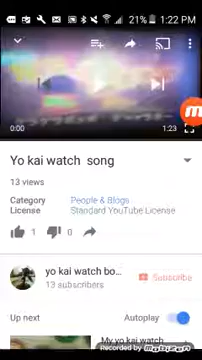 21% 1:22 PM
0:00 1:23
Yo kai watch song
13 views
Category People & Blogs
License Standard YouTube License
1 0
yo kai watch bo...
13 subscribers
Subscribe
Up next Autoplay
My yo kai watch
Recorded by